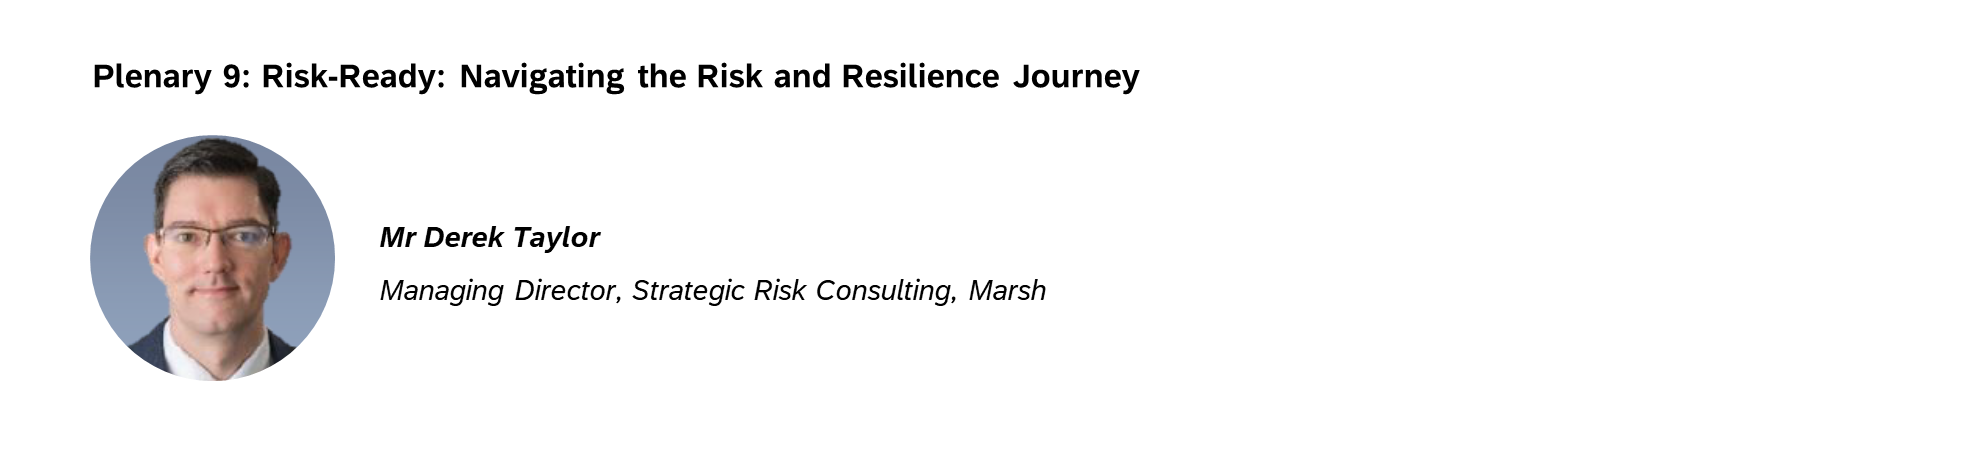 Plenary 9: Risk-Ready: Navigating the Risk and Resilience Journey
Mr Derek Taylor
Managing Director, Strategic Risk Consulting, Marsh